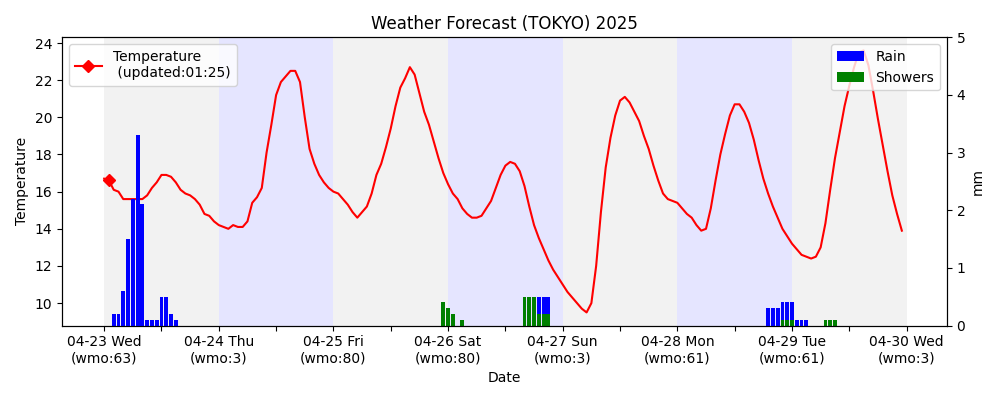 Weather Forecast (TOKYO) 2025
Temperature
(updated:01:25)
Rain
Showers
24
22
20
18
16
14
12
10
Temperature
5
4
3
2
1
0
mm
04-23 Wed
(wmo:63)
04-24 Thu
(wmo:3)
04-25 Fri
(wmo:80)
04-26 Sat
(wmo:80)
04-27 Sun
(wmo:3)
04-28 Mon
(wmo:61)
04-29 Tue
(wmo:61)
04-30 Wed
(wmo:3)
Date